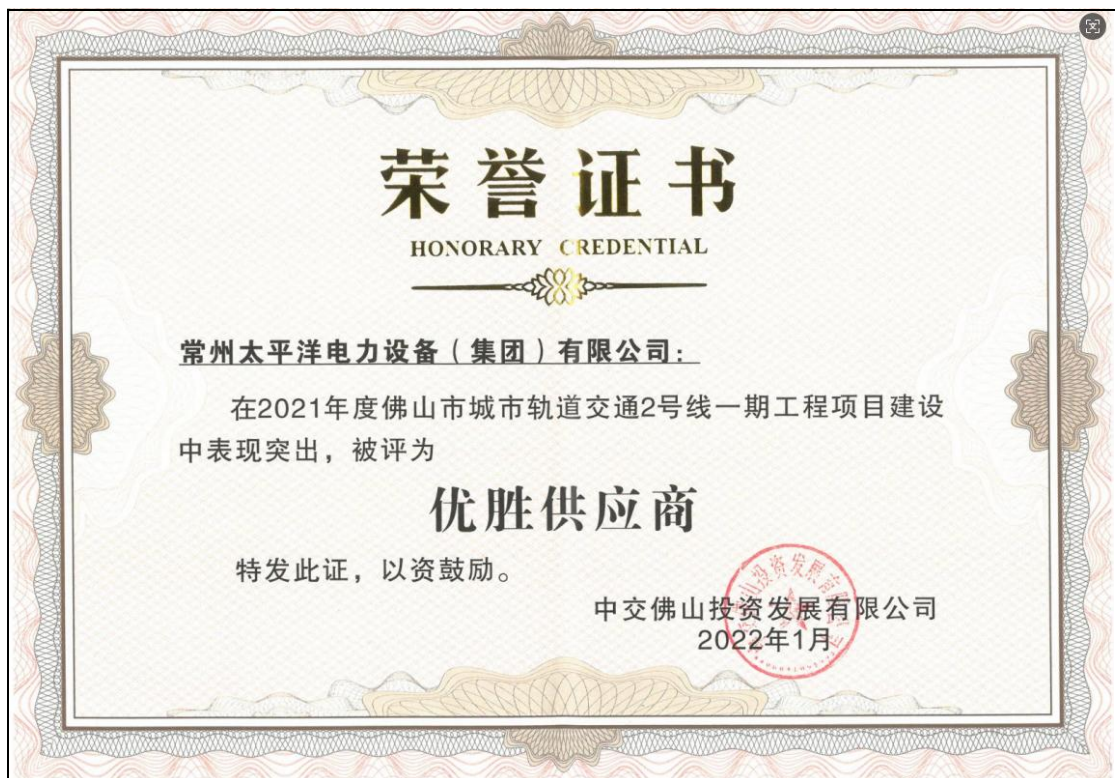 荣誉证书
HONORARY CREDENTIAL
常州太平洋电力设备（集团）有限公司：
在2021年度佛山市城市轨道交通2号线一期工程项目建设
中表现突出，被评为
优胜供应商
特发此证，以资鼓励。
中交佛山投资发展有限公司
2022年1月